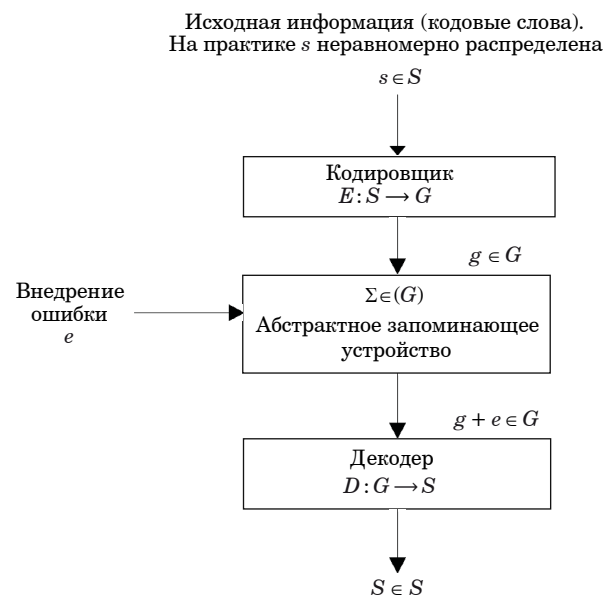 Исходная информация (кодовые слова).
На практике s неравномерно распределена
s ∈ S
Кодировщик
E : S → G
g ∈ G
Внедрение
ошибки
e
Σ∈(G)
Абстрактное запоминающее
устройство
g + e ∈ G
Декодер
D : G → S
S ∈ S